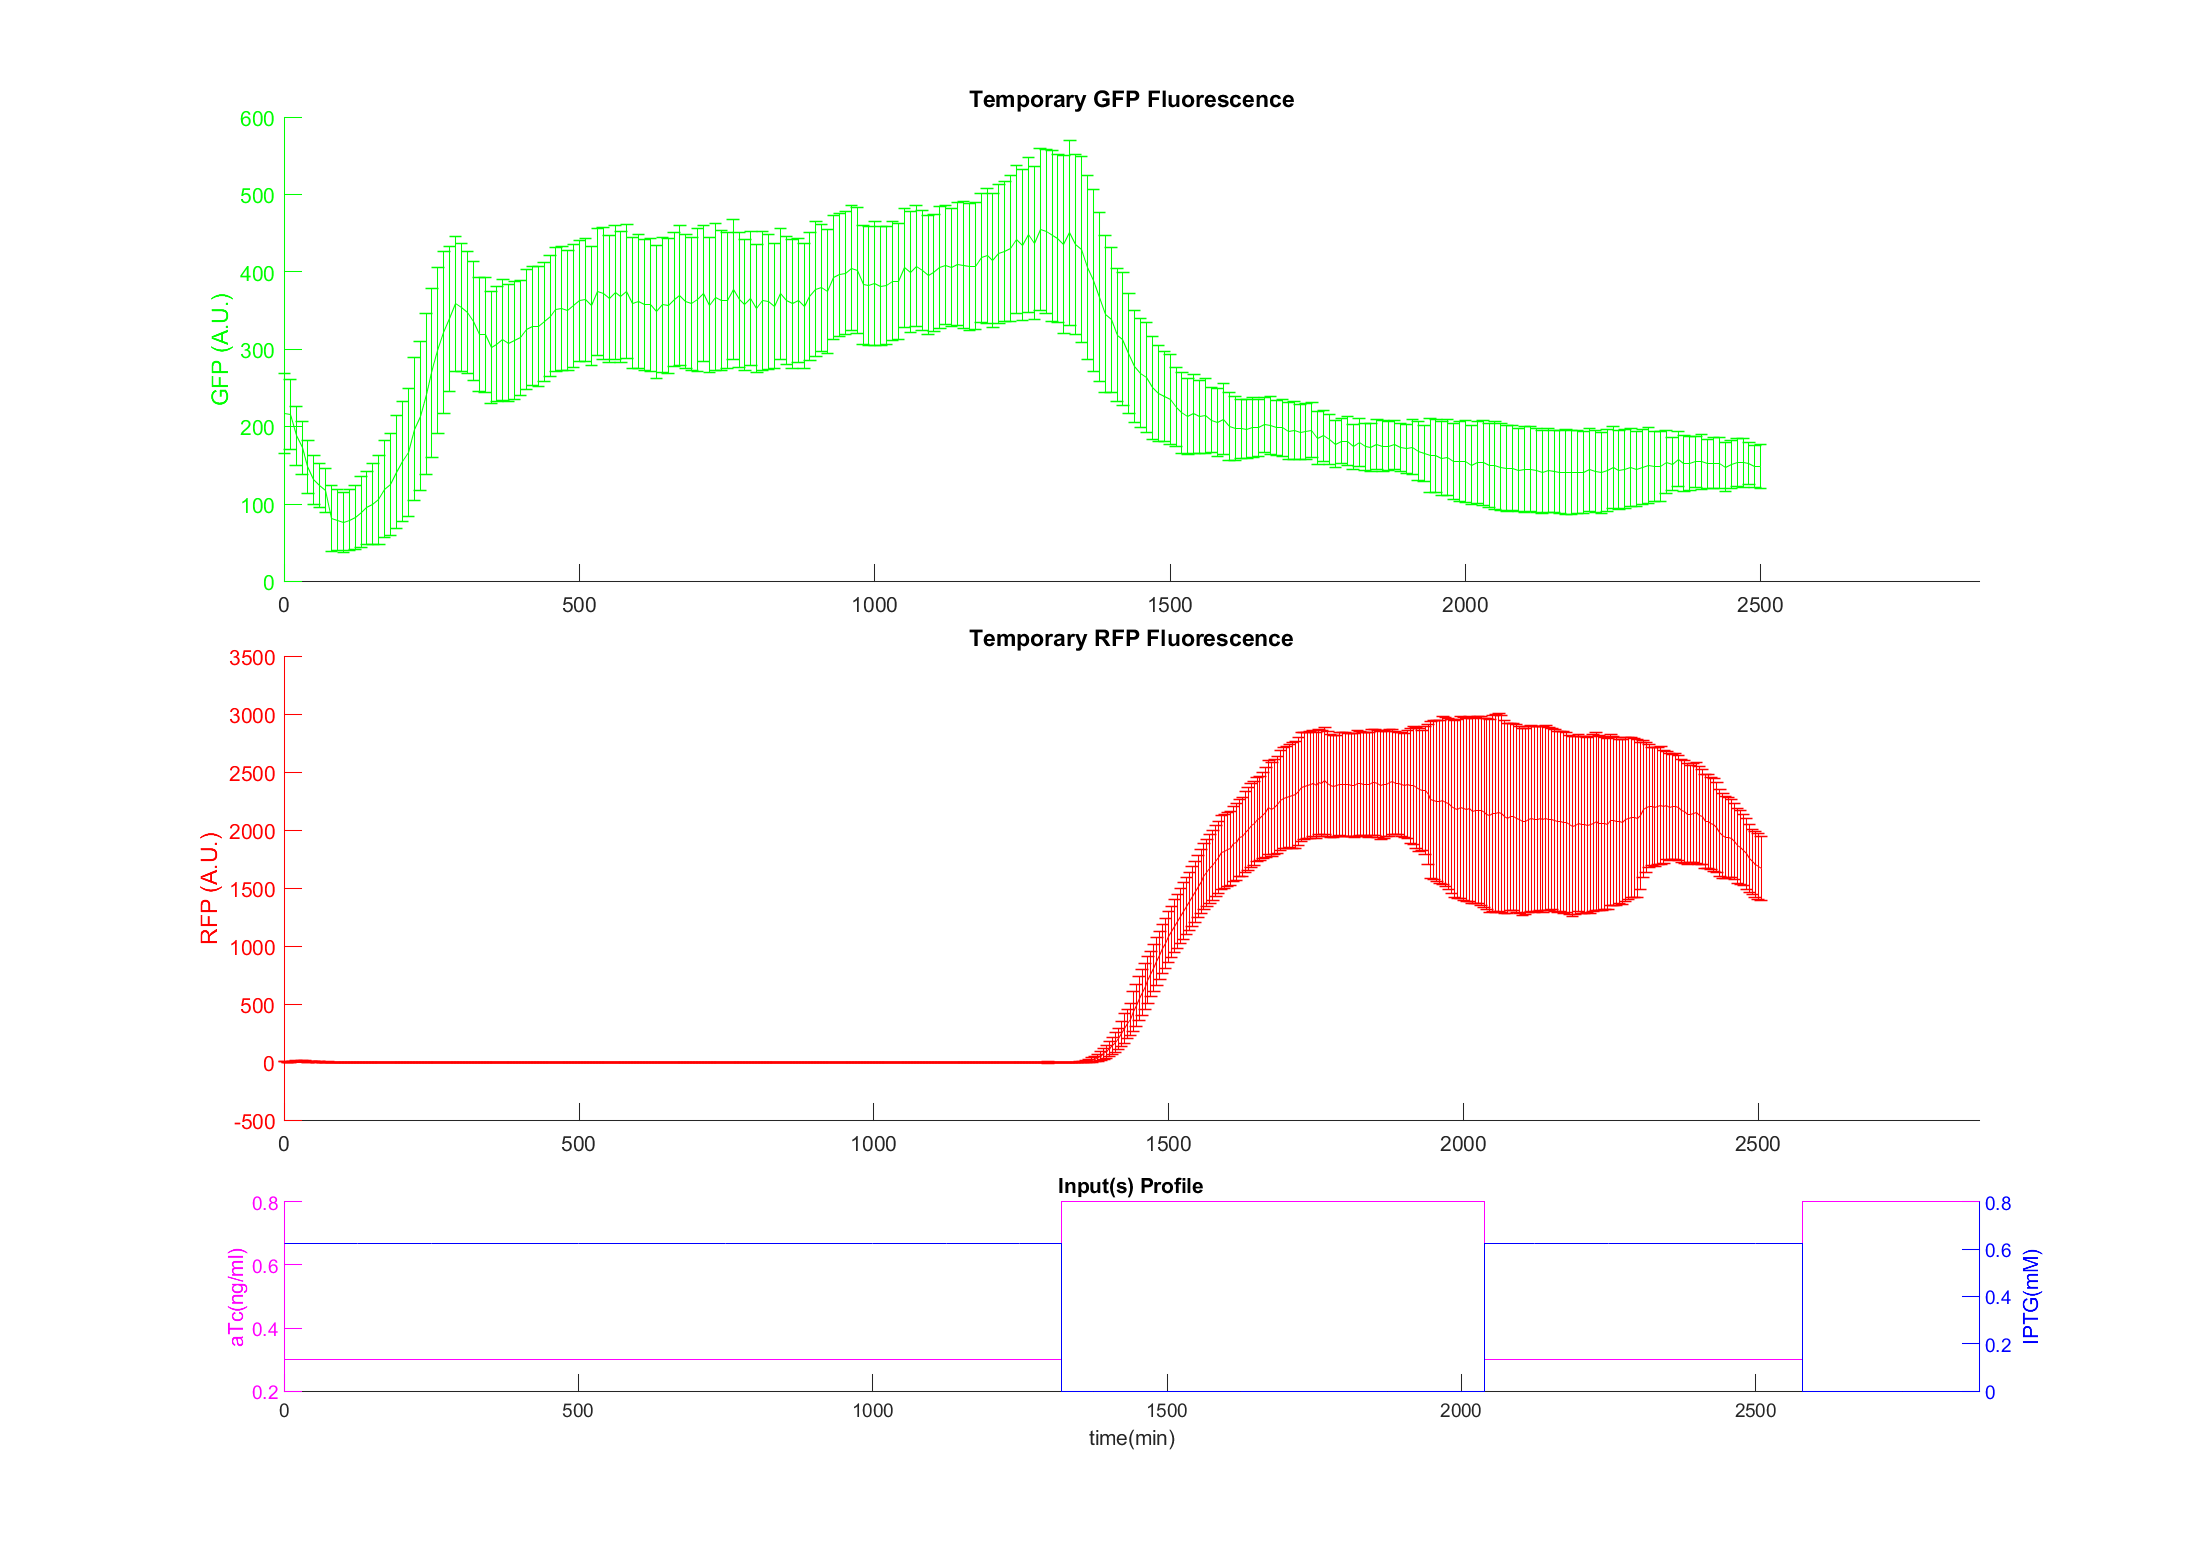 Temporary GFP Fluorescence
600
500
400
300
200
100
0
GFP (A.U.)
0 500 1000 1500 2000 2500
Temporary RFP Fluorescence
3500
3000
2500
2000
1500
1000
500
0
-500
RFP (A.U.)
0 500 1000 1500 2000 2500
Input(s) Profile
0.8
0.6
0.4
0.2
aTc(ng/ml)
0.8
0.6
0.4
0.2
0
IPTG(mM)
0 500 1000 1500 2000 2500
time(min)